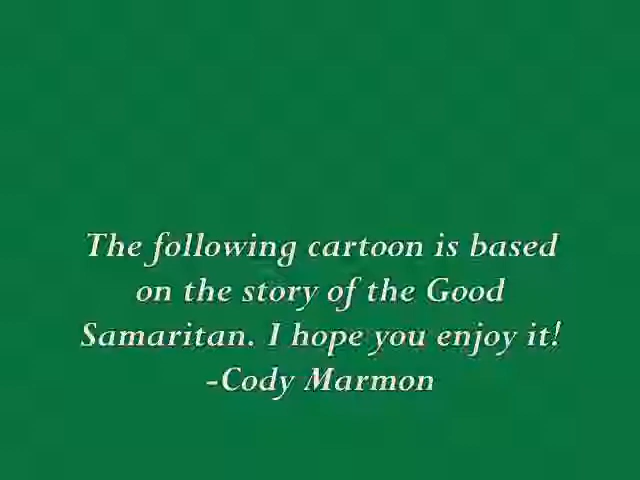 The following cartoon is based
on the story of the Good
Samaritan. I hope you enjoy it!
-Cody Marmon